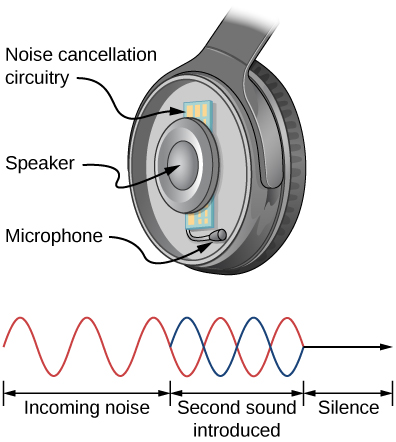 Noise cancellation
circuitry
Speaker
Microphone
Incoming noise
Second sound
introduced
Silence